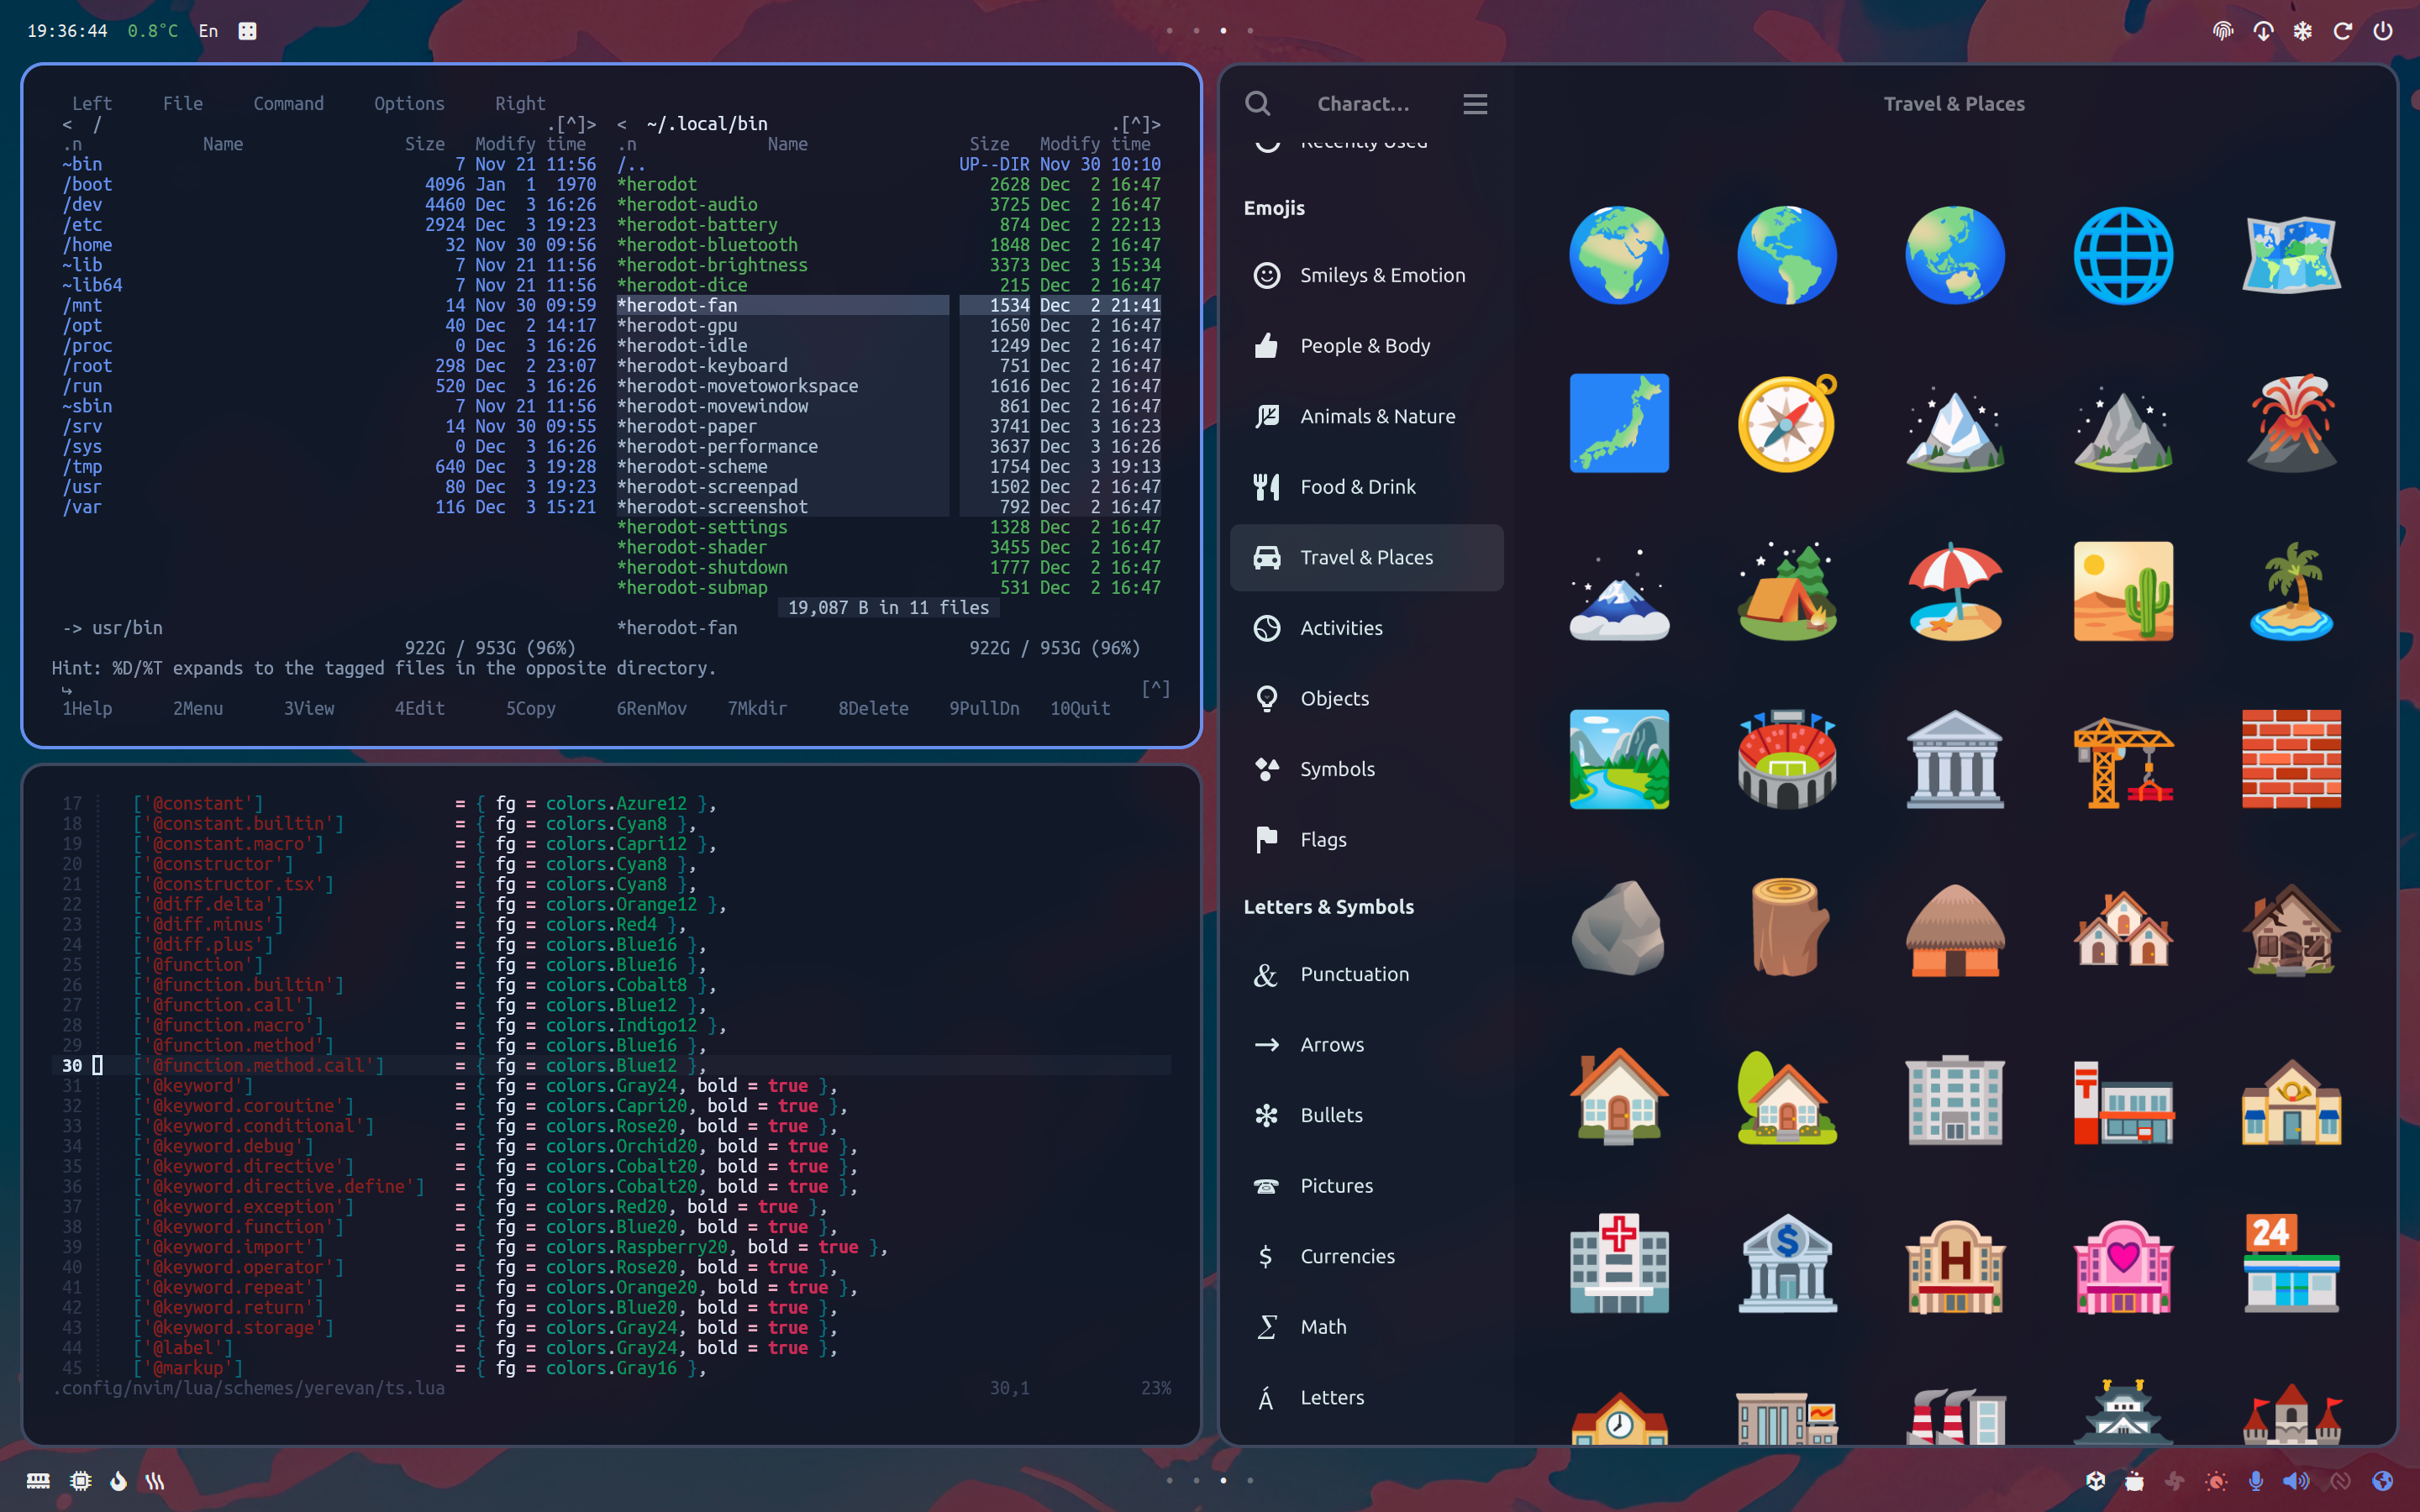 19:36:44 0.8°C En
Left File Command Options Right
< / .[^]> < ~/.local/bin .[^]>
.n Name Size Modify time .n Name Size Modify time
~bin 7 Nov 21 11:56 /.. UP--DIR Nov 30 10:10
/boot 4096 Jan 1 1970 *herodot 2628 Dec 2 16:47
/dev 4460 Dec 3 16:26 *herodot-audio 3725 Dec 2 16:47
/etc 2924 Dec 3 19:23 *herodot-battery 874 Dec 2 22:13
/home 32 Nov 30 09:56 *herodot-bluetooth 1848 Dec 2 16:47
~lib 7 Nov 21 11:56 *herodot-brightness 3373 Dec 3 15:34
~lib64 7 Nov 21 11:56 *herodot-dice 215 Dec 2 16:47
/mnt 14 Nov 30 09:59 *herodot-fan 1534 Dec 2 21:41
/opt 40 Dec 2 14:17 *herodot-gpu 1650 Dec 2 16:47
/proc 0 Dec 3 16:26 *herodot-idle 1249 Dec 2 16:47
/root 298 Dec 2 23:07 *herodot-keyboard 751 Dec 2 16:47
/run 520 Dec 3 16:26 *herodot-movetoworkspace 1616 Dec 2 16:47
~sbin 7 Nov 21 11:56 *herodot-movewindow 861 Dec 2 16:47
/srv 14 Nov 30 09:55 *herodot-paper 3741 Dec 3 16:23
/sys 0 Dec 3 16:26 *herodot-performance 3637 Dec 3 16:26
/tmp 640 Dec 3 19:28 *herodot-scheme 1754 Dec 3 19:13
/usr 80 Dec 3 19:23 *herodot-screenpad 1502 Dec 2 16:47
/var 116 Dec 3 15:21 *herodot-screenshot 792 Dec 2 16:47
*herodot-settings 1328 Dec 2 16:47
*herodot-shader 3455 Dec 2 16:47
*herodot-shutdown 1777 Dec 2 16:47
*herodot-submap 531 Dec 2 16:47
19,087 B in 11 files
-> usr/bin *herodot-fan
922G / 953G (96%) 922G / 953G (96%)
Hint: %D/%T expands to the tagged files in the opposite directory.
[^]
1Help 2Menu 3View 4Edit 5Copy 6RenMov 7Mkdir 8Delete 9PullDn 10Quit
17 ['@constant'] = { fg = colors.Azure12 },
18 ['@constant.builtin'] = { fg = colors.Cyan8 },
19 ['@constant.macro'] = { fg = colors.Capri12 },
20 ['@constructor'] = { fg = colors.Cyan8 },
21 ['@constructor.tsx'] = { fg = colors.Cyan8 },
22 ['@diff.delta'] = { fg = colors.Orange12 },
23 ['@diff.minus'] = { fg = colors.Red4 },
24 ['@diff.plus'] = { fg = colors.Blue16 },
25 ['@function'] = { fg = colors.Blue16 },
26 ['@function.builtin'] = { fg = colors.Cobalt8 },
27 ['@function.call'] = { fg = colors.Blue12 },
28 ['@function.macro'] = { fg = colors.Indigo12 },
29 ['@function.method'] = { fg = colors.Blue16 },
30 ['@function.method.call'] = { fg = colors.Blue12 },
31 ['@keyword'] = { fg = colors.Gray24, bold = true },
32 ['@keyword.coroutine'] = { fg = colors.Capri20, bold = true },
33 ['@keyword.conditional'] = { fg = colors.Rose20, bold = true },
34 ['@keyword.debug'] = { fg = colors.Orchid20, bold = true },
35 ['@keyword.directive'] = { fg = colors.Cobalt20, bold = true },
36 ['@keyword.directive.define'] = { fg = colors.Cobalt20, bold = true },
37 ['@keyword.exception'] = { fg = colors.Red20, bold = true },
38 ['@keyword.function'] = { fg = colors.Blue20, bold = true },
39 ['@keyword.import'] = { fg = colors.Raspberry20, bold = true },
40 ['@keyword.operator'] = { fg = colors.Rose20, bold = true },
41 ['@keyword.repeat'] = { fg = colors.Orange20, bold = true },
42 ['@keyword.return'] = { fg = colors.Blue20, bold = true },
43 ['@keyword.storage'] = { fg = colors.Gray24, bold = true },
44 ['@label'] = { fg = colors.Gray24, bold = true },
45 ['@markup'] = { fg = colors.Gray16 },
.config/nvim/lua/schemes/yerevan/ts.lua 30,1 23%
Charact...
Recently Used
Emojis
Smileys & Emotion
People & Body
Animals & Nature
Food & Drink
Travel & Places
Activities
Objects
Symbols
Flags
Letters & Symbols
& Punctuation
→ Arrows
Bullets
Pictures
$ Currencies
Σ Math
Á Letters
Travel & Places
$ H 24